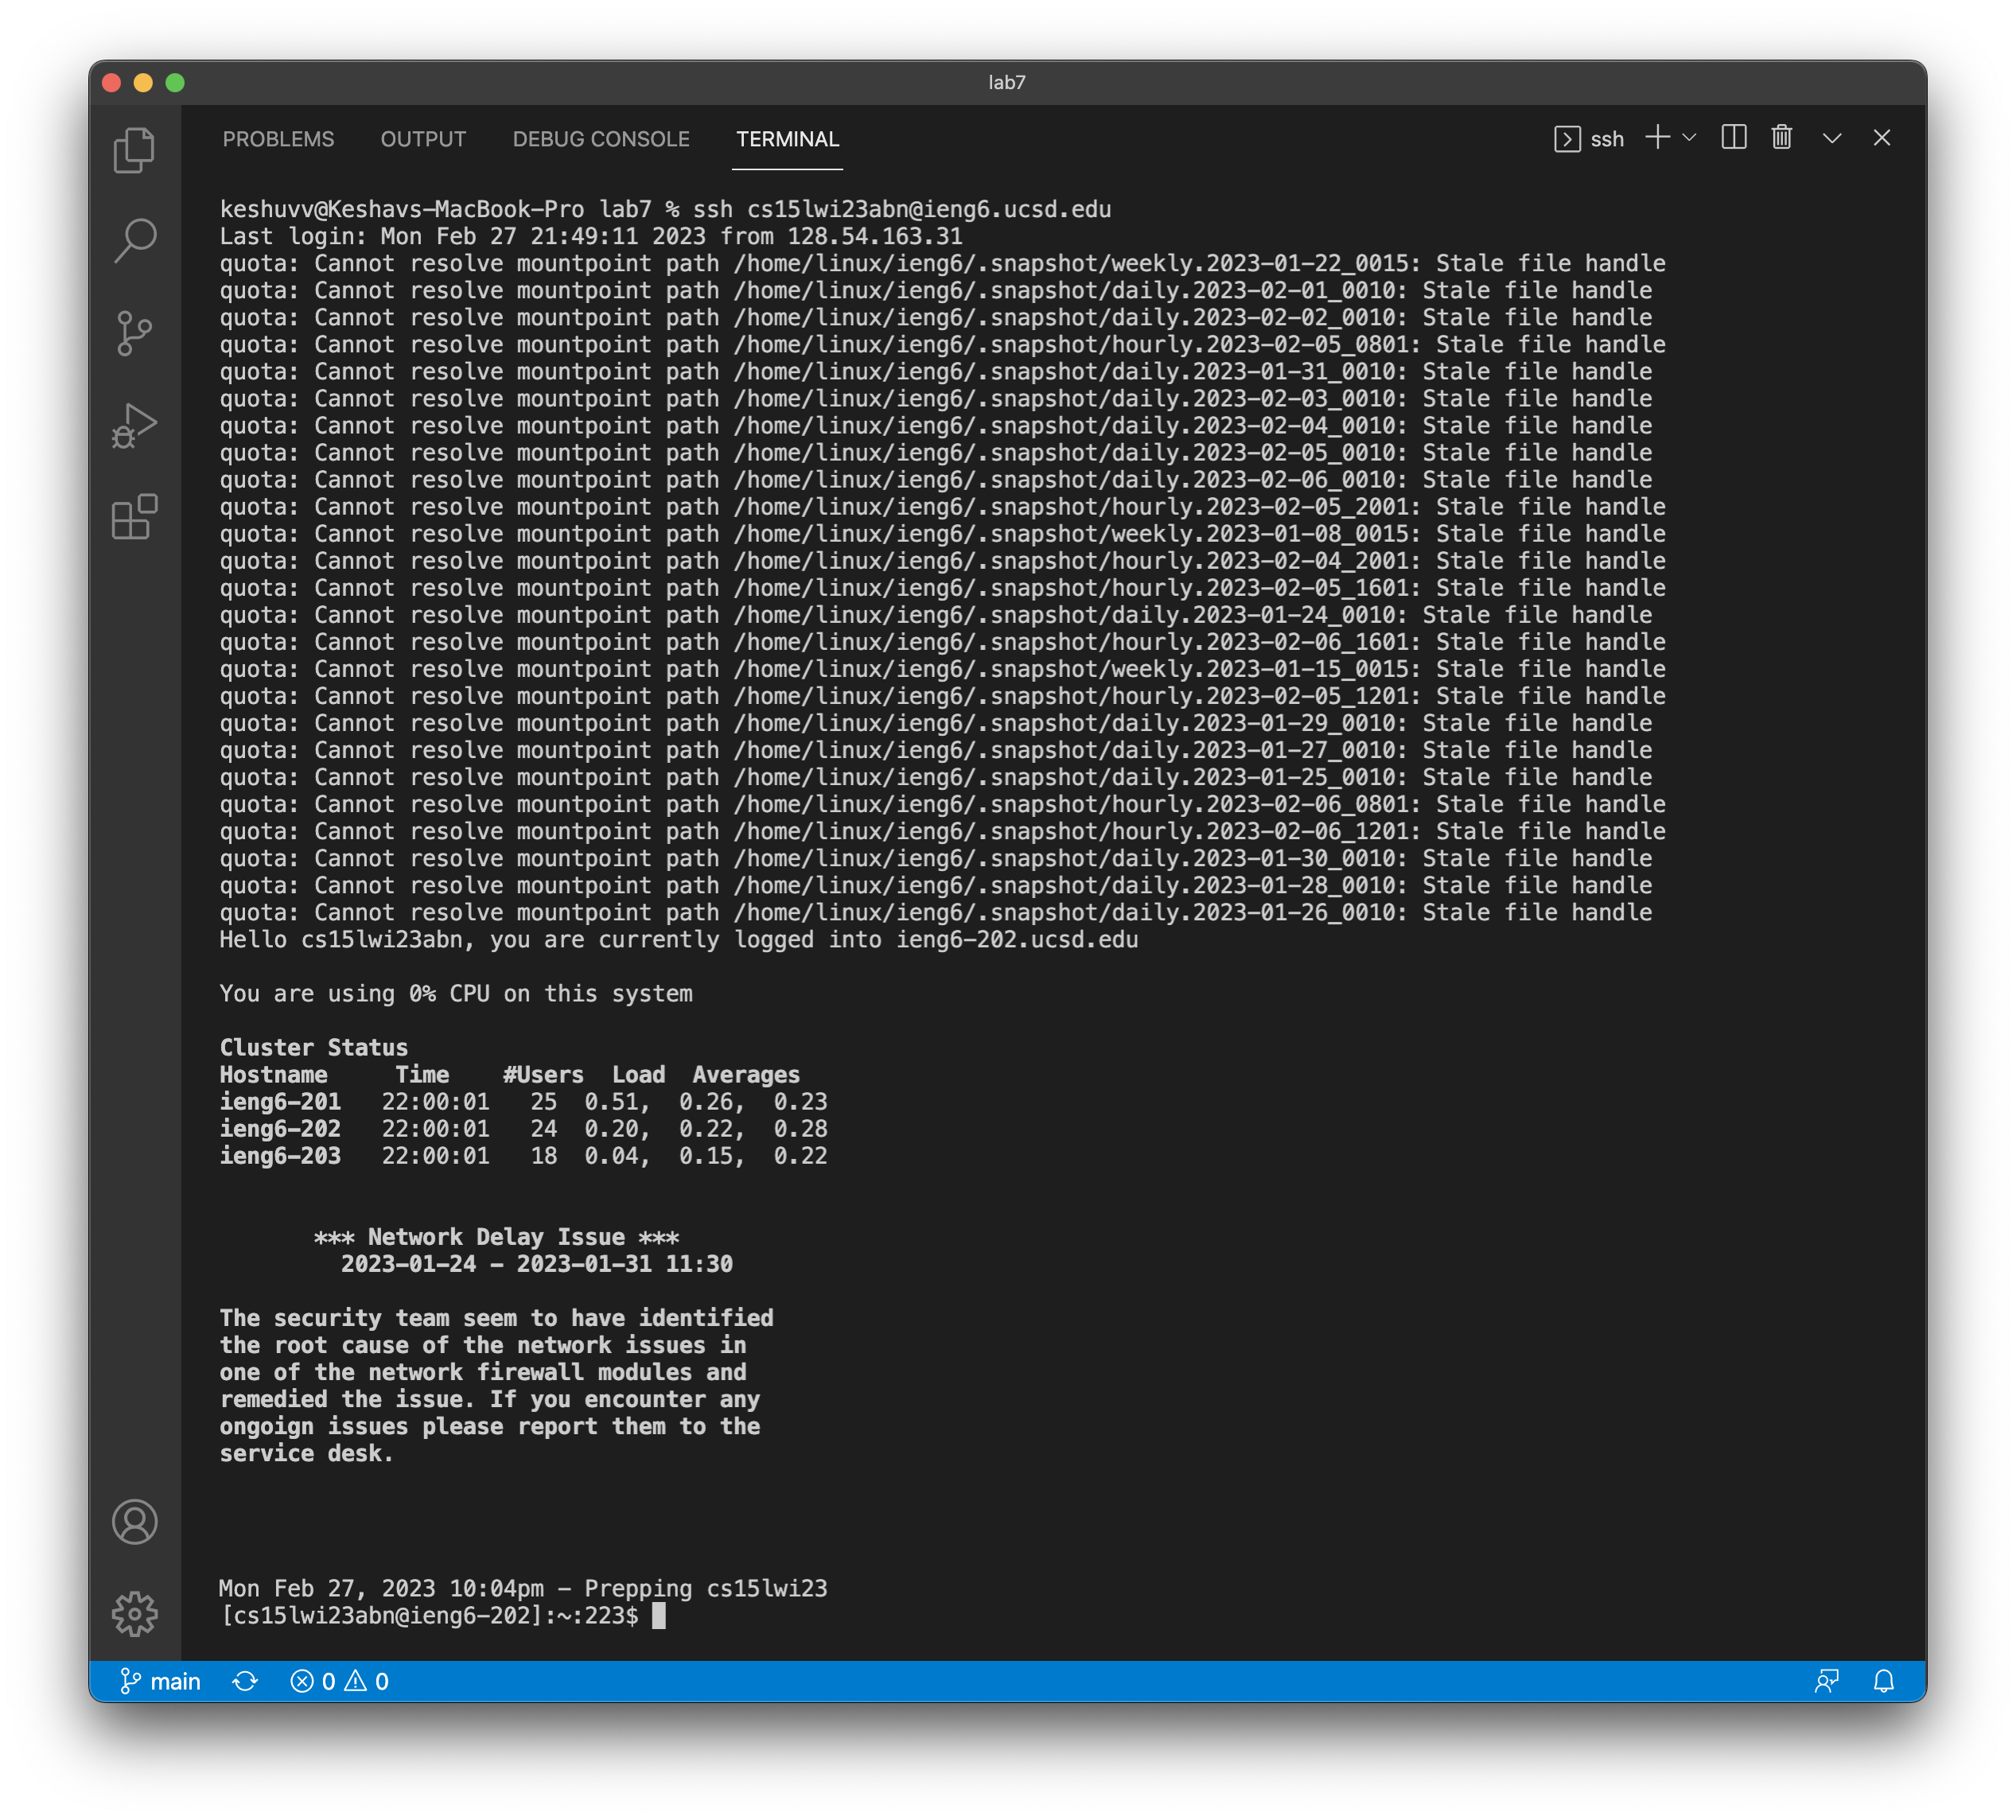 lab7
PROBLEMS OUTPUT DEBUG CONSOLE TERMINAL ssh
keshuvv@Keshavs-MacBook-Pro lab7 % ssh cs15lwi23abn@ieng6.ucsd.edu
Last login: Mon Feb 27 21:49:11 2023 from 128.54.163.31
quota: Cannot resolve mountpoint path /home/linux/ieng6/.snapshot/weekly.2023-01-22_0015: Stale file handle
quota: Cannot resolve mountpoint path /home/linux/ieng6/.snapshot/daily.2023-02-01_0010: Stale file handle
quota: Cannot resolve mountpoint path /home/linux/ieng6/.snapshot/daily.2023-02-02_0010: Stale file handle
quota: Cannot resolve mountpoint path /home/linux/ieng6/.snapshot/hourly.2023-02-05_0801: Stale file handle
quota: Cannot resolve mountpoint path /home/linux/ieng6/.snapshot/daily.2023-01-31_0010: Stale file handle
quota: Cannot resolve mountpoint path /home/linux/ieng6/.snapshot/daily.2023-02-03_0010: Stale file handle
quota: Cannot resolve mountpoint path /home/linux/ieng6/.snapshot/daily.2023-02-04_0010: Stale file handle
quota: Cannot resolve mountpoint path /home/linux/ieng6/.snapshot/daily.2023-02-05_0010: Stale file handle
quota: Cannot resolve mountpoint path /home/linux/ieng6/.snapshot/daily.2023-02-06_0010: Stale file handle
quota: Cannot resolve mountpoint path /home/linux/ieng6/.snapshot/hourly.2023-02-05_2001: Stale file handle
quota: Cannot resolve mountpoint path /home/linux/ieng6/.snapshot/weekly.2023-01-08_0015: Stale file handle
quota: Cannot resolve mountpoint path /home/linux/ieng6/.snapshot/hourly.2023-02-04_2001: Stale file handle
quota: Cannot resolve mountpoint path /home/linux/ieng6/.snapshot/hourly.2023-02-05_1601: Stale file handle
quota: Cannot resolve mountpoint path /home/linux/ieng6/.snapshot/daily.2023-01-24_0010: Stale file handle
quota: Cannot resolve mountpoint path /home/linux/ieng6/.snapshot/hourly.2023-02-06_1601: Stale file handle
quota: Cannot resolve mountpoint path /home/linux/ieng6/.snapshot/weekly.2023-01-15_0015: Stale file handle
quota: Cannot resolve mountpoint path /home/linux/ieng6/.snapshot/hourly.2023-02-05_1201: Stale file handle
quota: Cannot resolve mountpoint path /home/linux/ieng6/.snapshot/daily.2023-01-29_0010: Stale file handle
quota: Cannot resolve mountpoint path /home/linux/ieng6/.snapshot/daily.2023-01-27_0010: Stale file handle
quota: Cannot resolve mountpoint path /home/linux/ieng6/.snapshot/daily.2023-01-25_0010: Stale file handle
quota: Cannot resolve mountpoint path /home/linux/ieng6/.snapshot/hourly.2023-02-06_0801: Stale file handle
quota: Cannot resolve mountpoint path /home/linux/ieng6/.snapshot/hourly.2023-02-06_1201: Stale file handle
quota: Cannot resolve mountpoint path /home/linux/ieng6/.snapshot/daily.2023-01-30_0010: Stale file handle
quota: Cannot resolve mountpoint path /home/linux/ieng6/.snapshot/daily.2023-01-28_0010: Stale file handle
quota: Cannot resolve mountpoint path /home/linux/ieng6/.snapshot/daily.2023-01-26_0010: Stale file handle
Hello cs15lwi23abn, you are currently logged into ieng6-202.ucsd.edu
You are using 0% CPU on this system
Cluster Status
Hostname Time #Users Load Averages
ieng6-201 22:00:01 25 0.51, 0.26, 0.23
ieng6-202 22:00:01 24 0.20, 0.22, 0.28
ieng6-203 22:00:01 18 0.04, 0.15, 0.22
*** Network Delay Issue ***
2023-01-24 - 2023-01-31 11:30
The security team seem to have identified
the root cause of the network issues in
one of the network firewall modules and
remedied the issue. If you encounter any
ongoign issues please report them to the
service desk.
Mon Feb 27, 2023 10:04pm - Prepping cs15lwi23
[cs15lwi23abn@ieng6-202]:~:223$
main 0 0